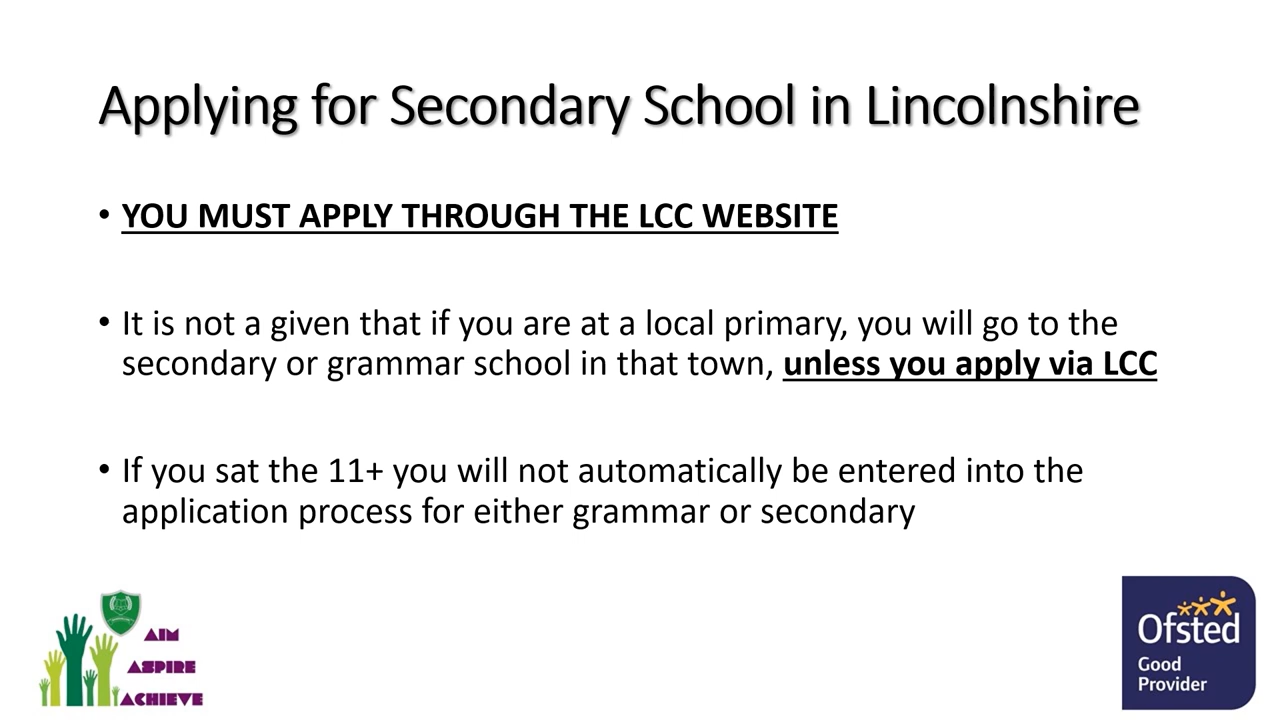 Applying for Secondary School in Lincolnshire
• YOU MUST APPLY THROUGH THE LCC WEBSITE
• It is not a given that if you are at a local primary, you will go to the
secondary or grammar school in that town, unless you apply via LCC
• If you sat the 11+ you will not automatically be entered into the
application process for either grammar or secondary
AIM
ASPIRE
ACHIEVE
Ofsted
Good
Provider